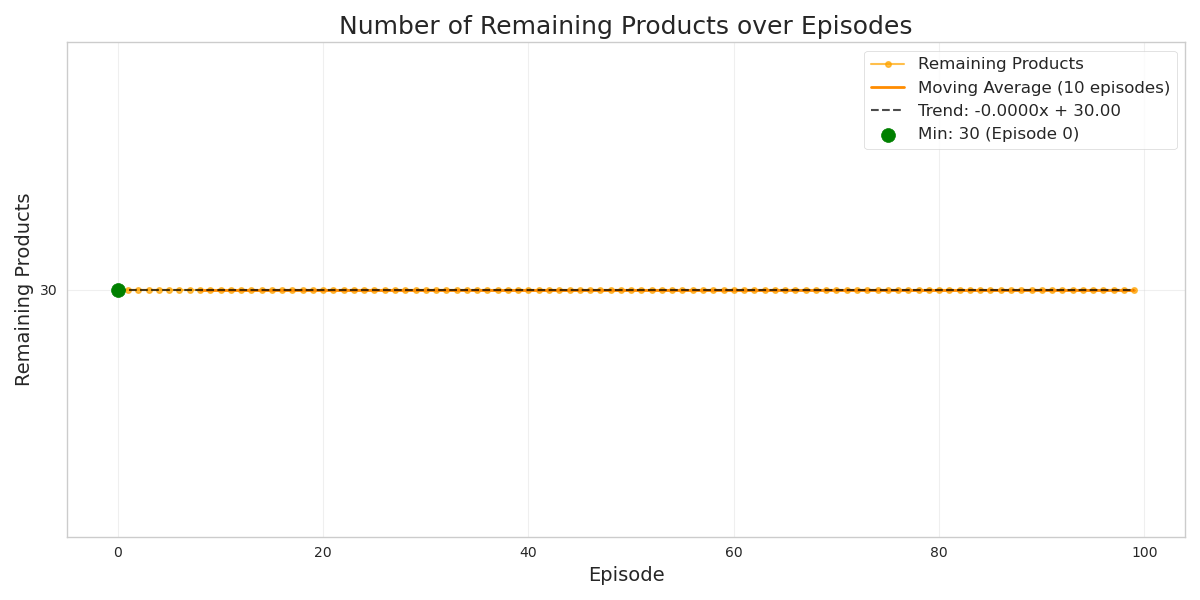 Number of Remaining Products over Episodes
Remaining Products
Moving Average (10 episodes)
Trend: -0.0000x + 30.00
Min: 30 (Episode 0)
Remaining Products
30
0 20 40 60 80 100
Episode